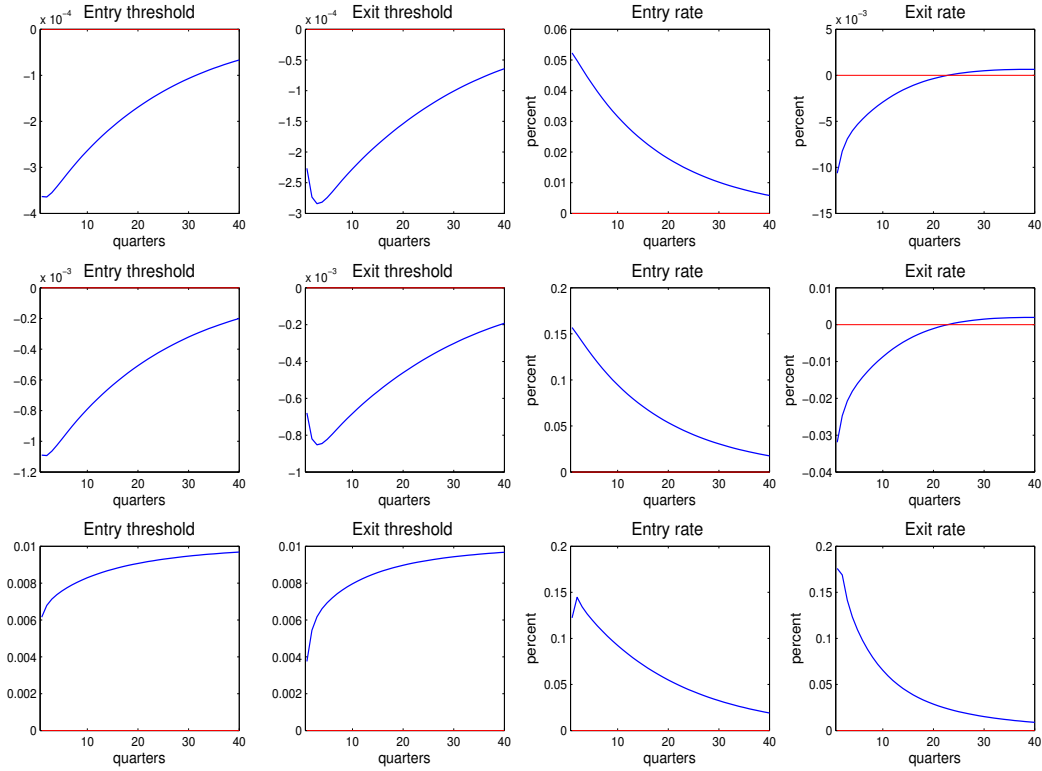 x 10⁻⁴ Entry threshold
0
−1
−2
−3
−4
10 20 30 40
quarters
x 10⁻⁴ Exit threshold
0
−0.5
−1
−1.5
−2
−2.5
−3
10 20 30 40
quarters
Entry rate
percent
0.06
0.05
0.04
0.03
0.02
0.01
0
10 20 30 40
quarters
x 10⁻³ Exit rate
percent
5
0
−5
−10
−15
10 20 30 40
quarters
x 10⁻³ Entry threshold
0
−0.2
−0.4
−0.6
−0.8
−1
−1.2
10 20 30 40
quarters
x 10⁻³ Exit threshold
0
−0.2
−0.4
−0.6
−0.8
−1
10 20 30 40
quarters
Entry rate
percent
0.2
0.15
0.1
0.05
0
10 20 30 40
quarters
Exit rate
percent
0.01
0
−0.01
−0.02
−0.03
−0.04
10 20 30 40
quarters
Entry threshold
0.01
0.008
0.006
0.004
0.002
0
10 20 30 40
quarters
Exit threshold
0.01
0.008
0.006
0.004
0.002
0
10 20 30 40
quarters
Entry rate
percent
0.2
0.15
0.1
0.05
0
10 20 30 40
quarters
Exit rate
percent
0.2
0.15
0.1
0.05
0
10 20 30 40
quarters